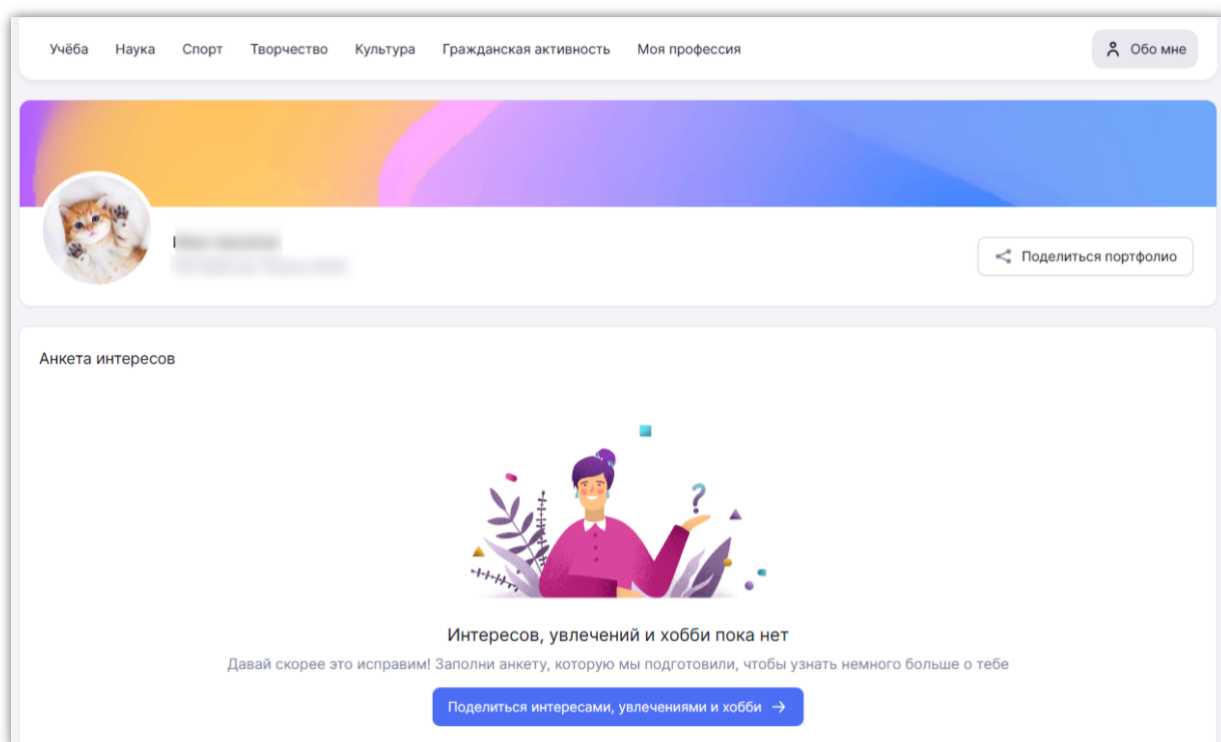 Учёба Наука Спорт Творчество Культура Гражданская активность Моя профессия Обо мне
Поделиться портфолио
Анкета интересов
Интересов, увлечений и хобби пока нет
Давай скорее это исправим! Заполни анкету, которую мы подготовили, чтобы узнать немного больше о тебе
Поделиться интересами, увлечениями и хобби →